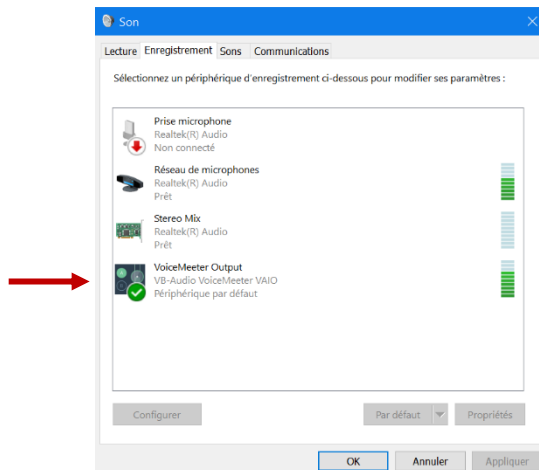 Son
Lecture Enregistrement Sons Communications
Sélectionnez un périphérique d'enregistrement ci-dessous pour modifier ses paramètres :
Prise microphone
Realtek(R) Audio
Non connecté
Réseau de microphones
Realtek(R) Audio
Prêt
Stereo Mix
Realtek(R) Audio
Prêt
VoiceMeeter Output
VB-Audio VoiceMeeter VAIO
Périphérique par défaut
Configurer Par défaut Propriétés
OK Annuler Appliquer